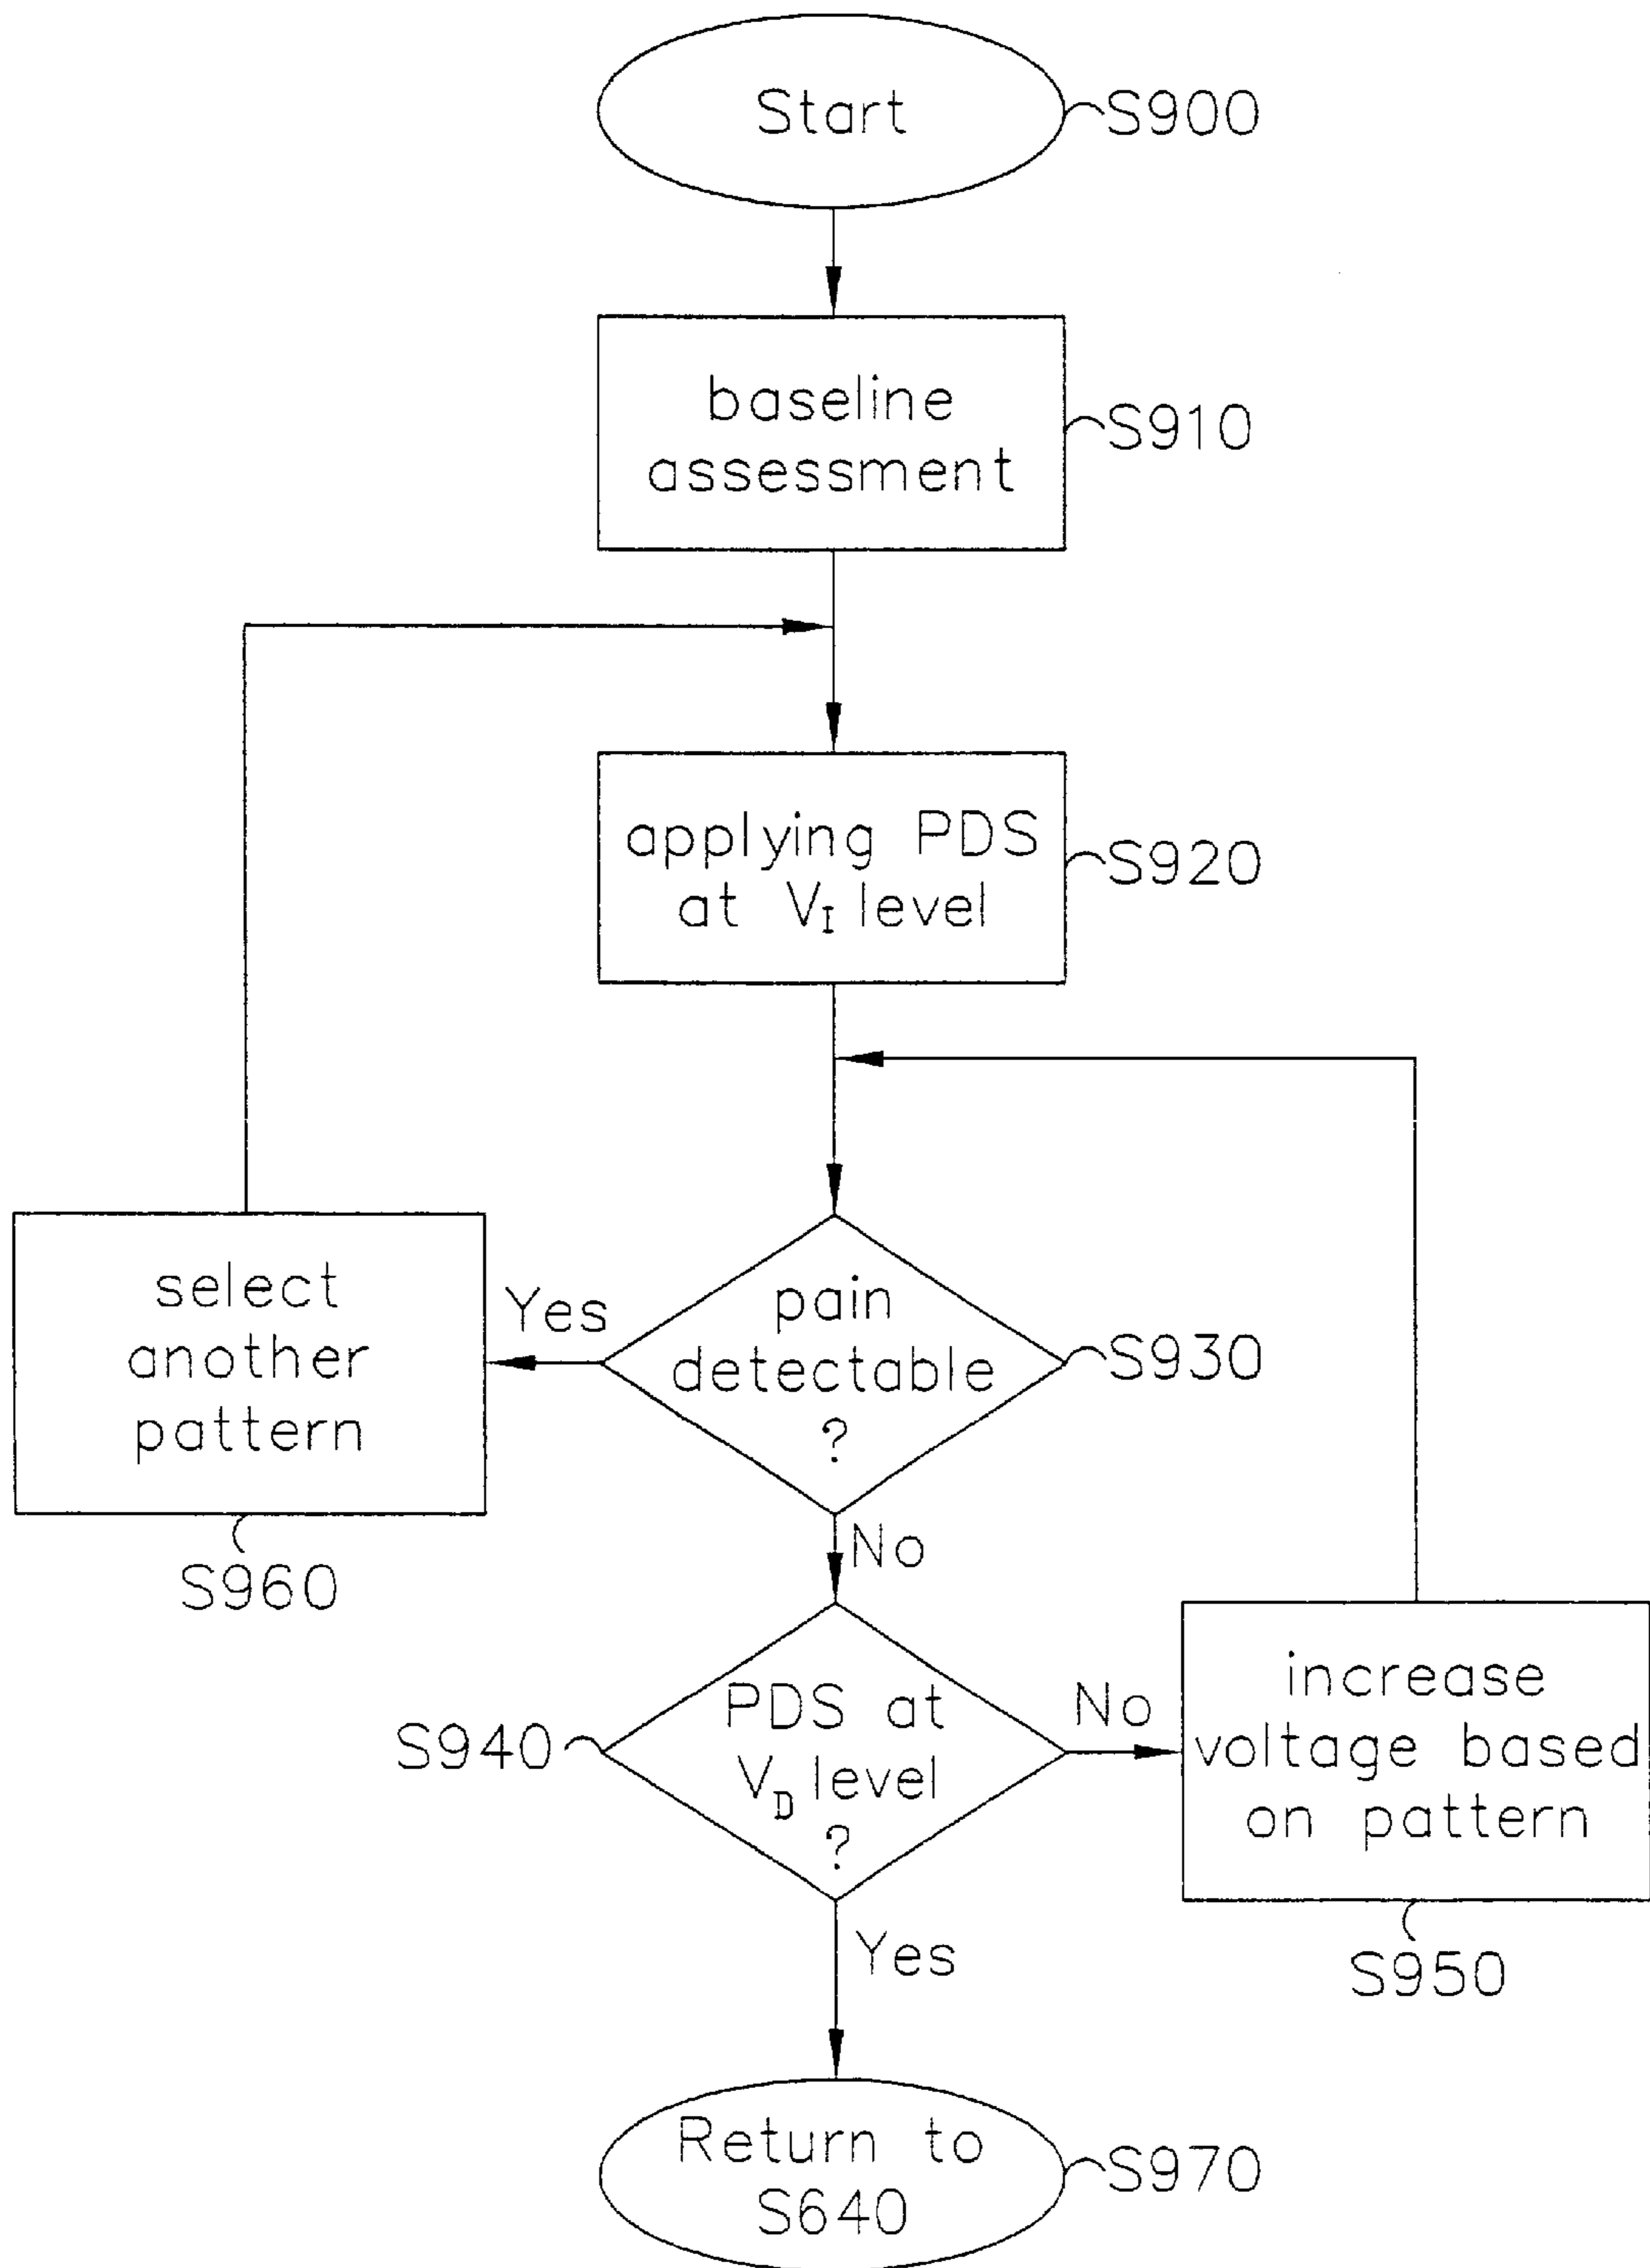 Start
S900
baseline
assessment
S910
applying PDS
at V_I level
S920
select
another
pattern
S960
Yes
pain
detectable
?
S930
No
S940
PDS at
V_D level
?
No
increase
voltage based
on pattern
S950
Yes
Return to
S640
S970